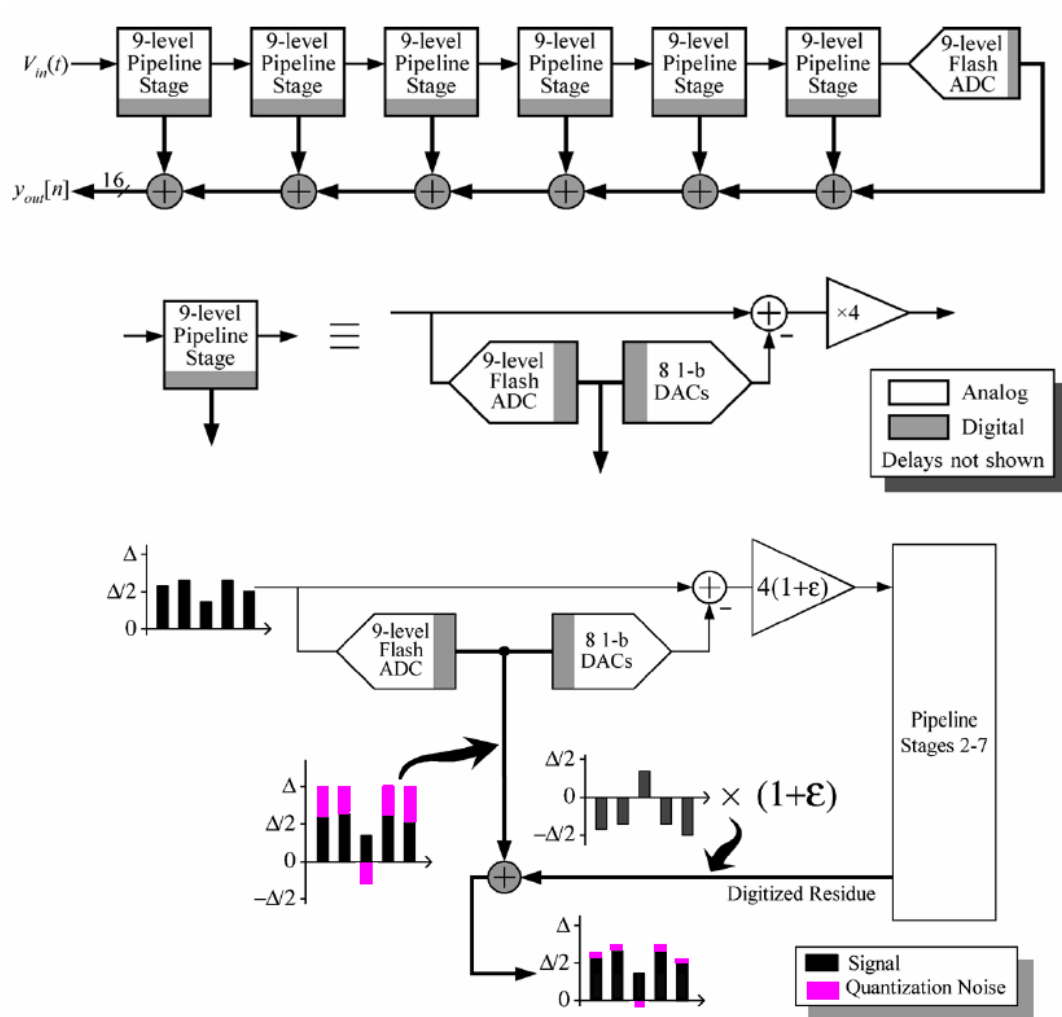 9-level Pipeline Stage
9-level Pipeline Stage
9-level Pipeline Stage
9-level Pipeline Stage
9-level Pipeline Stage
9-level Pipeline Stage
9-level Flash ADC
V_in(t)
y_out[n]
16
+
+
+
+
+
+
9-level
Pipeline
Stage
≡
9-level
Flash
ADC
8 1-b
DACs
+
-
×4
Analog
Digital
Delays not shown
Δ
Δ/2
0
9-level
Flash
ADC
8 1-b
DACs
+
-
4(1+ε)
Pipeline
Stages 2-7
Δ
Δ/2
0
-Δ/2
Δ/2
0
-Δ/2
× (1+ε)
+
Digitized Residue
Δ
Δ/2
0
Signal
Quantization Noise